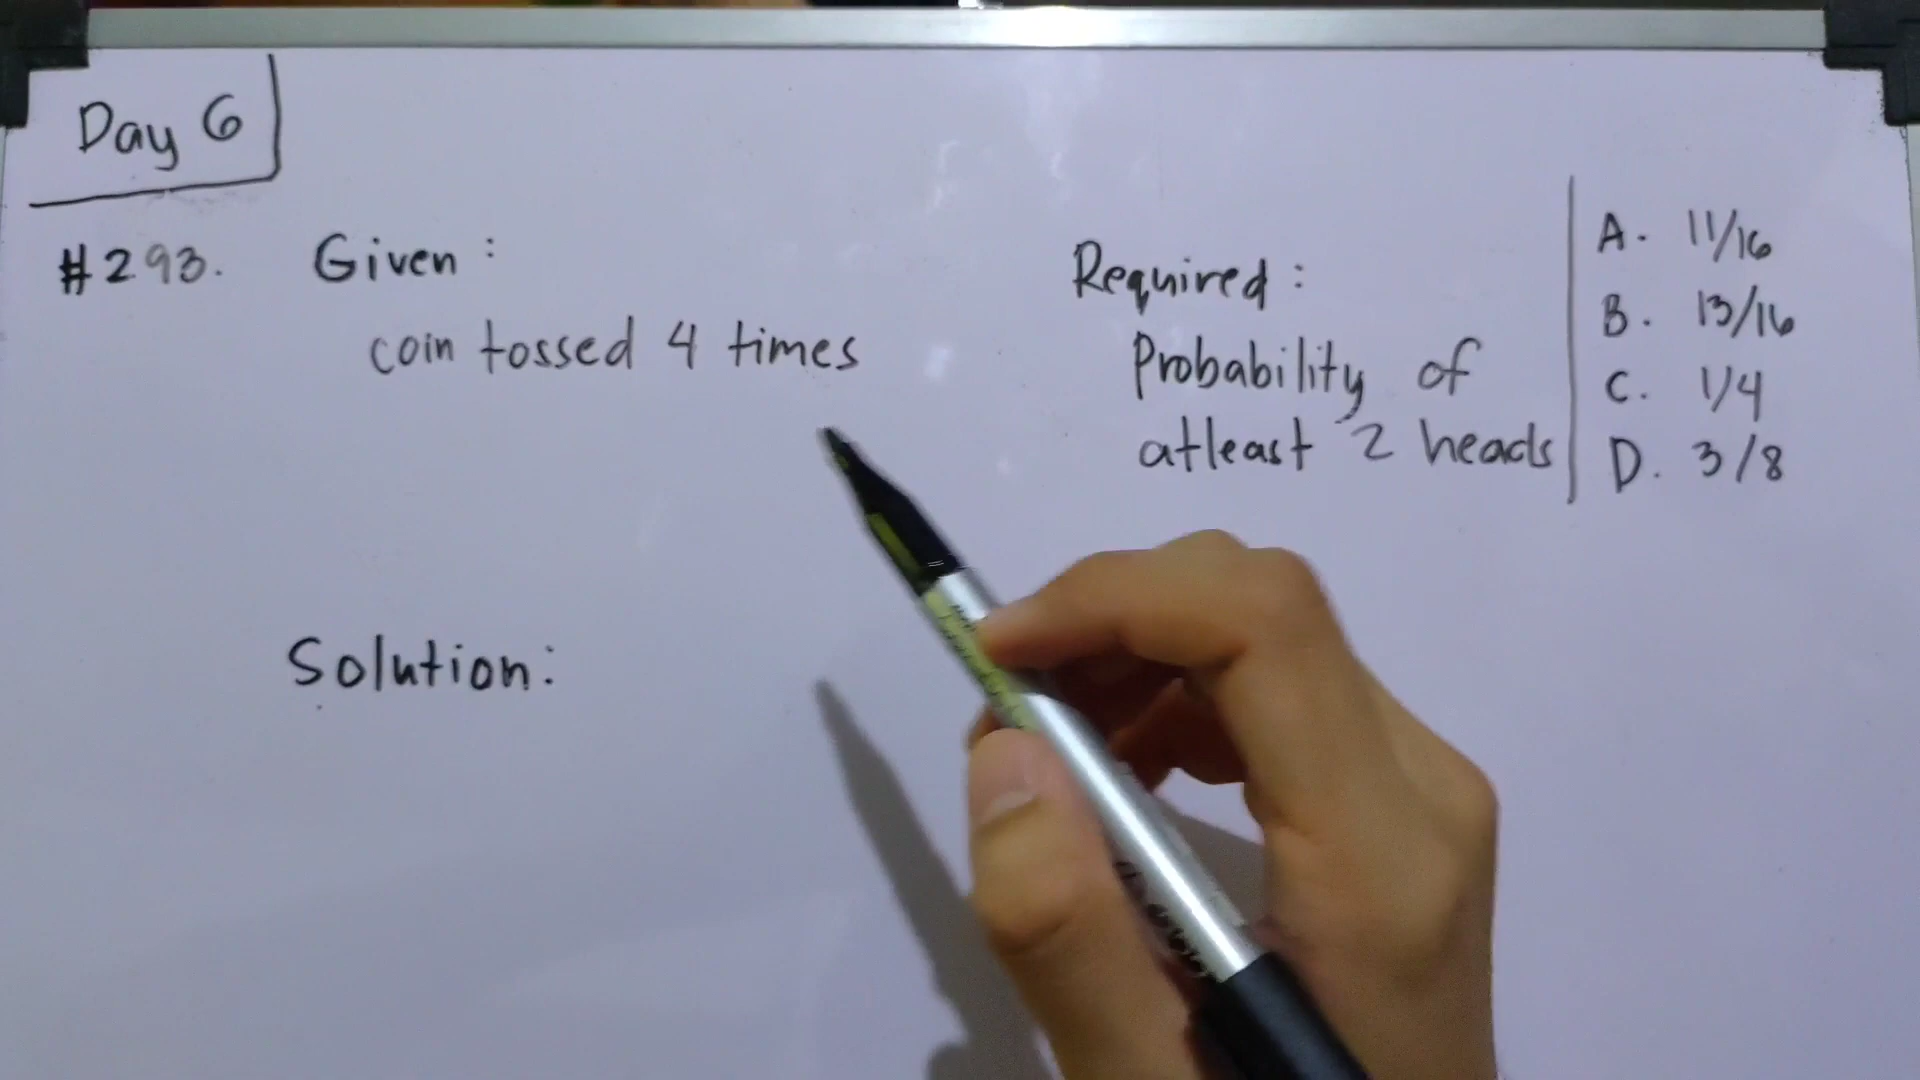 Day 6
#293. Given:
coin tossed 4 times
Required:
Probability of
atleast 2 heads
A. 11/16
B. 13/16
C. 1/4
D. 3/8
Solution: